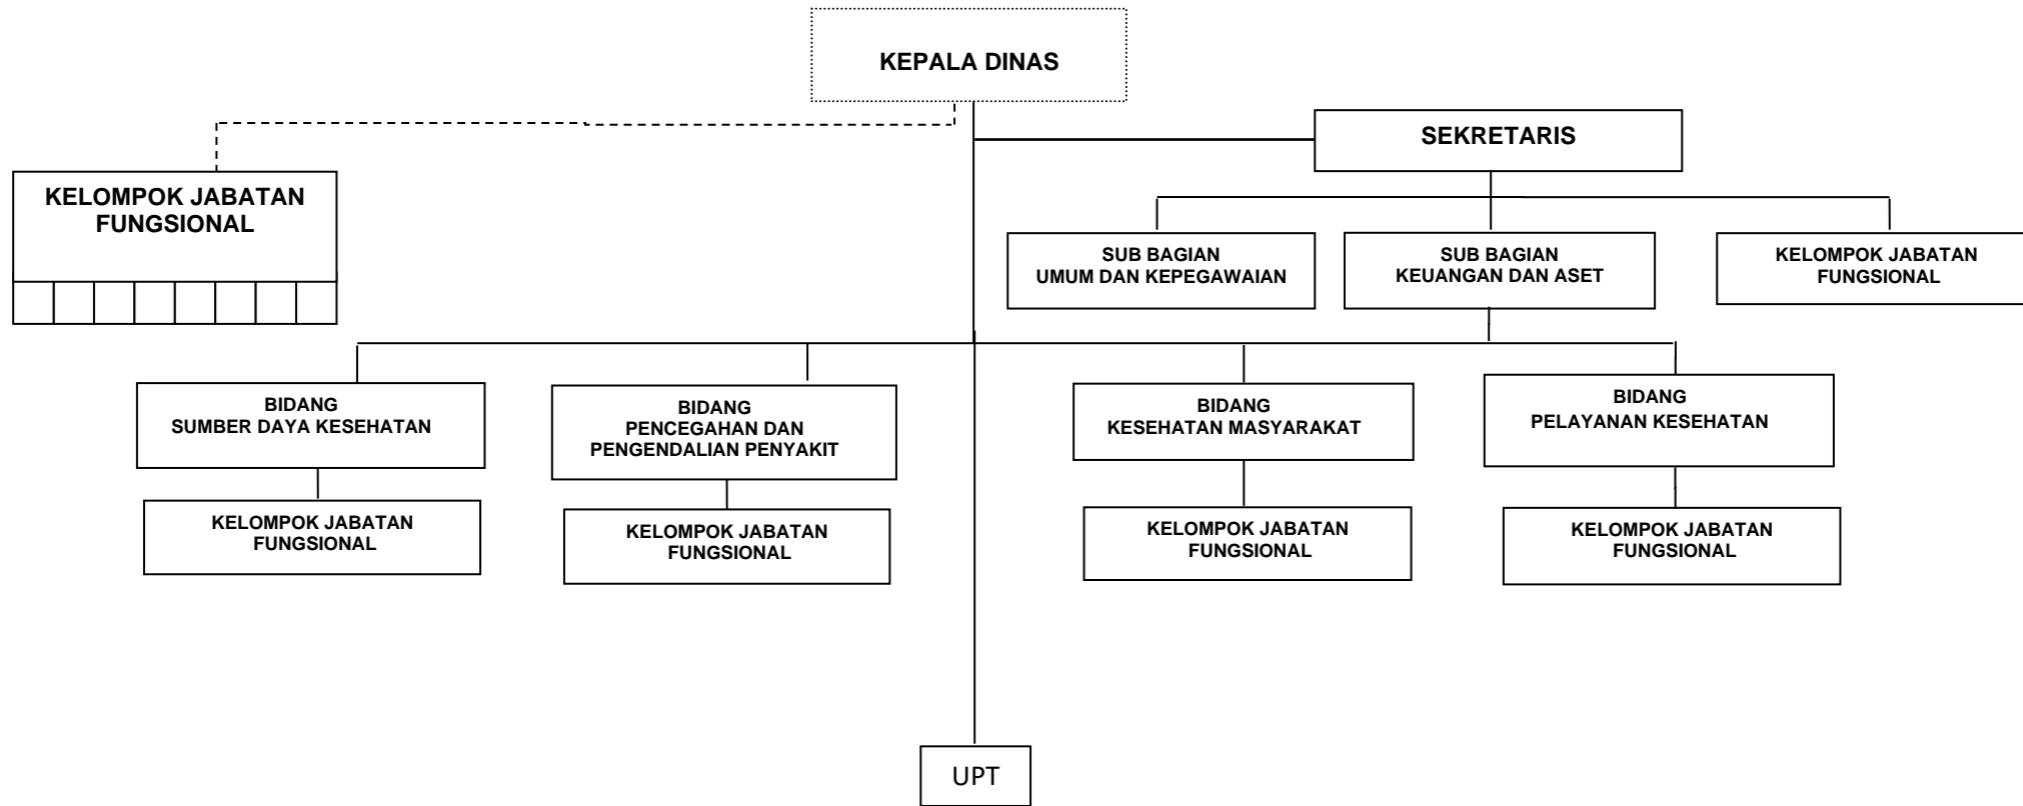 KEPALA DINAS
SEKRETARIS
KELOMPOK JABATAN
FUNGSIONAL
SUB BAGIAN
UMUM DAN KEPEGAWAIAN
SUB BAGIAN
KEUANGAN DAN ASET
KELOMPOK JABATAN
FUNGSIONAL
BIDANG
SUMBER DAYA KESEHATAN
BIDANG
PENCEGAHAN DAN
PENGENDALIAN PENYAKIT
BIDANG
KESEHATAN MASYARAKAT
BIDANG
PELAYANAN KESEHATAN
KELOMPOK JABATAN
FUNGSIONAL
KELOMPOK JABATAN
FUNGSIONAL
KELOMPOK JABATAN
FUNGSIONAL
KELOMPOK JABATAN
FUNGSIONAL
UPT